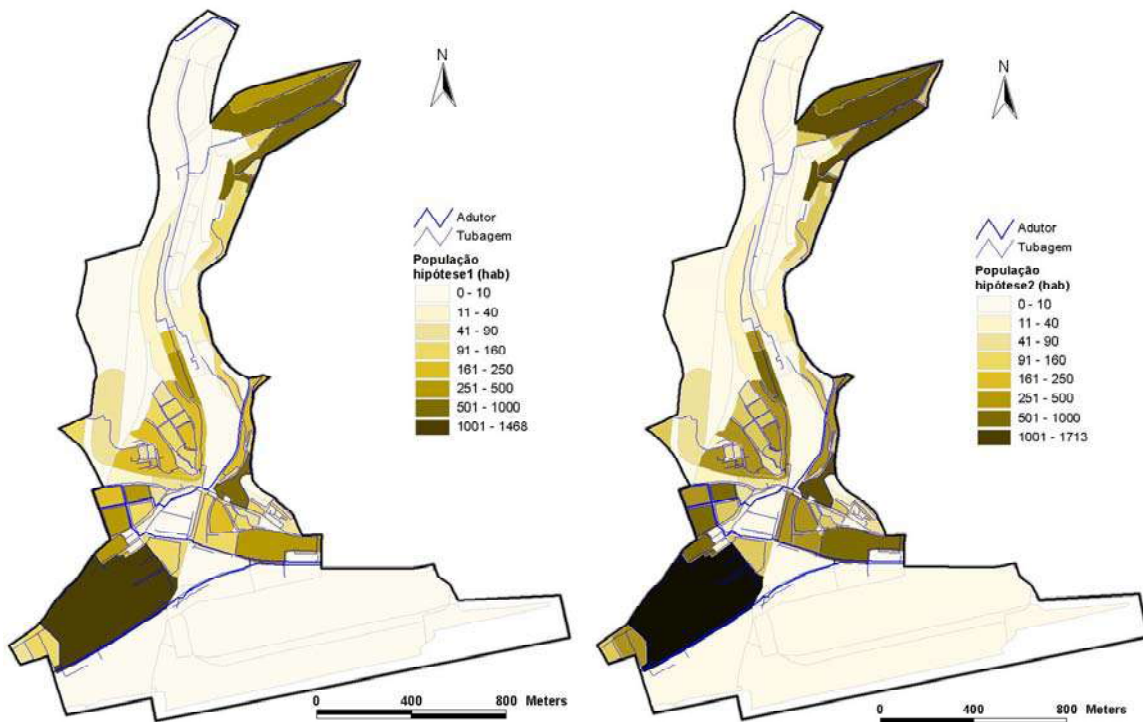 N
Adutor
Tubagem
População
hipótese1 (hab)
0 - 10
11 - 40
41 - 90
91 - 160
161 - 250
251 - 500
501 - 1000
1001 - 1468
0 400 800 Meters
N
Adutor
Tubagem
População
hipótese2 (hab)
0 - 10
11 - 40
41 - 90
91 - 160
161 - 250
251 - 500
501 - 1000
1001 - 1713
0 400 800 Meters